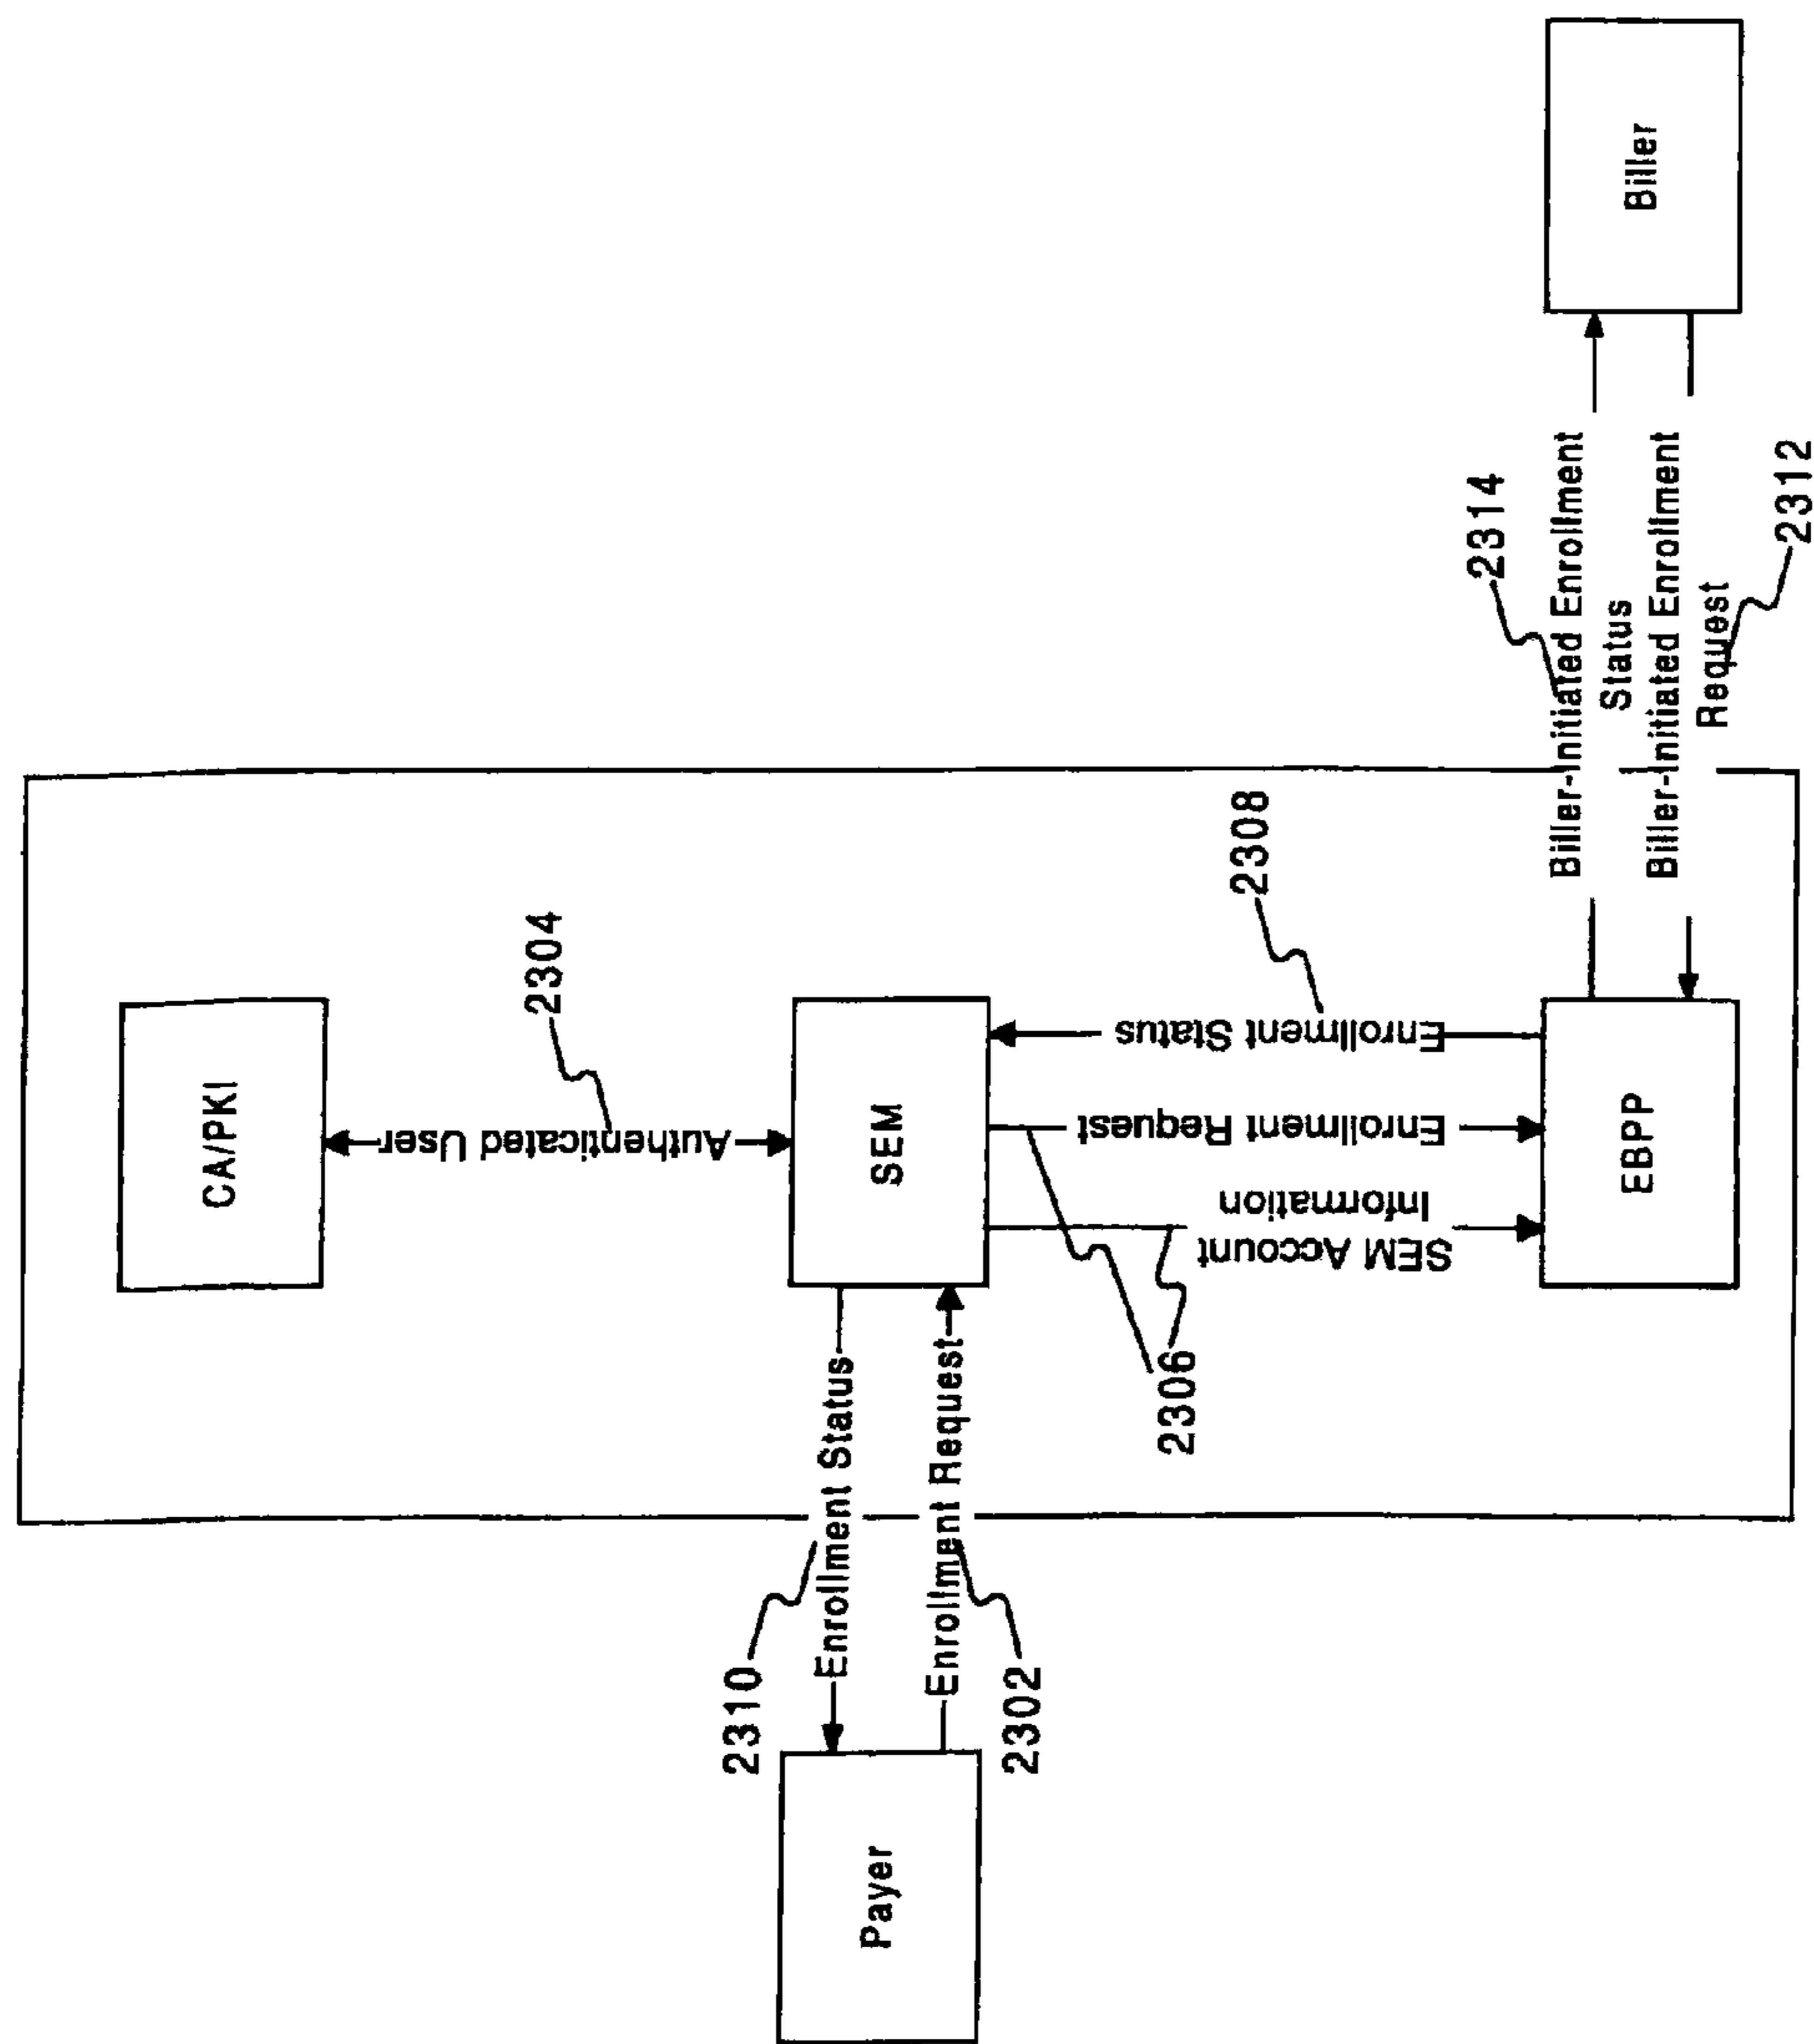 CA/PKI
2304
Authenticated User
SEM
2310
Enrollment Status
Enrollment Request
2302
Payer
2306
SEM Account
Information
Enrollment Request
Enrollment Status
2308
EBPP
2314
Biller-Initiated Enrollment
Status
Biller-Initiated Enrollment
Request
2312
Biller